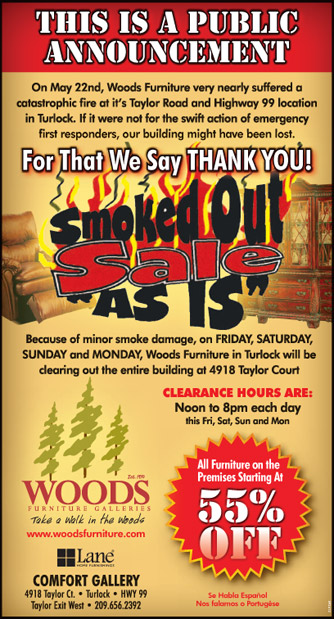 THIS IS A PUBLIC
ANNOUNCEMENT
On May 22nd, Woods Furniture very nearly suffered a
catastrophic fire at it's Taylor Road and Highway 99 location
in Turlock. If it were not for the swift action of emergency
first responders, our building might have been lost.
For That We Say THANK YOU!
Smoked Out
Sale
"AS IS"
Because of minor smoke damage, on FRIDAY, SATURDAY,
SUNDAY and MONDAY, Woods Furniture in Turlock will be
clearing out the entire building at 4918 Taylor Court
CLEARANCE HOURS ARE:
Noon to 8pm each day
this Fri, Sat, Sun and Mon
All Furniture on the
Premises Starting At
55%
OFF
WOODS
FURNITURE GALLERIES
Take a Walk in the Woods
www.woodsfurniture.com
Lane
HOME FURNISHINGS
COMFORT GALLERY
4918 Taylor Ct. • Turlock • HWY 99
Taylor Exit West • 209.656.2392
Se Habla Español
Nos falamos o Portugése